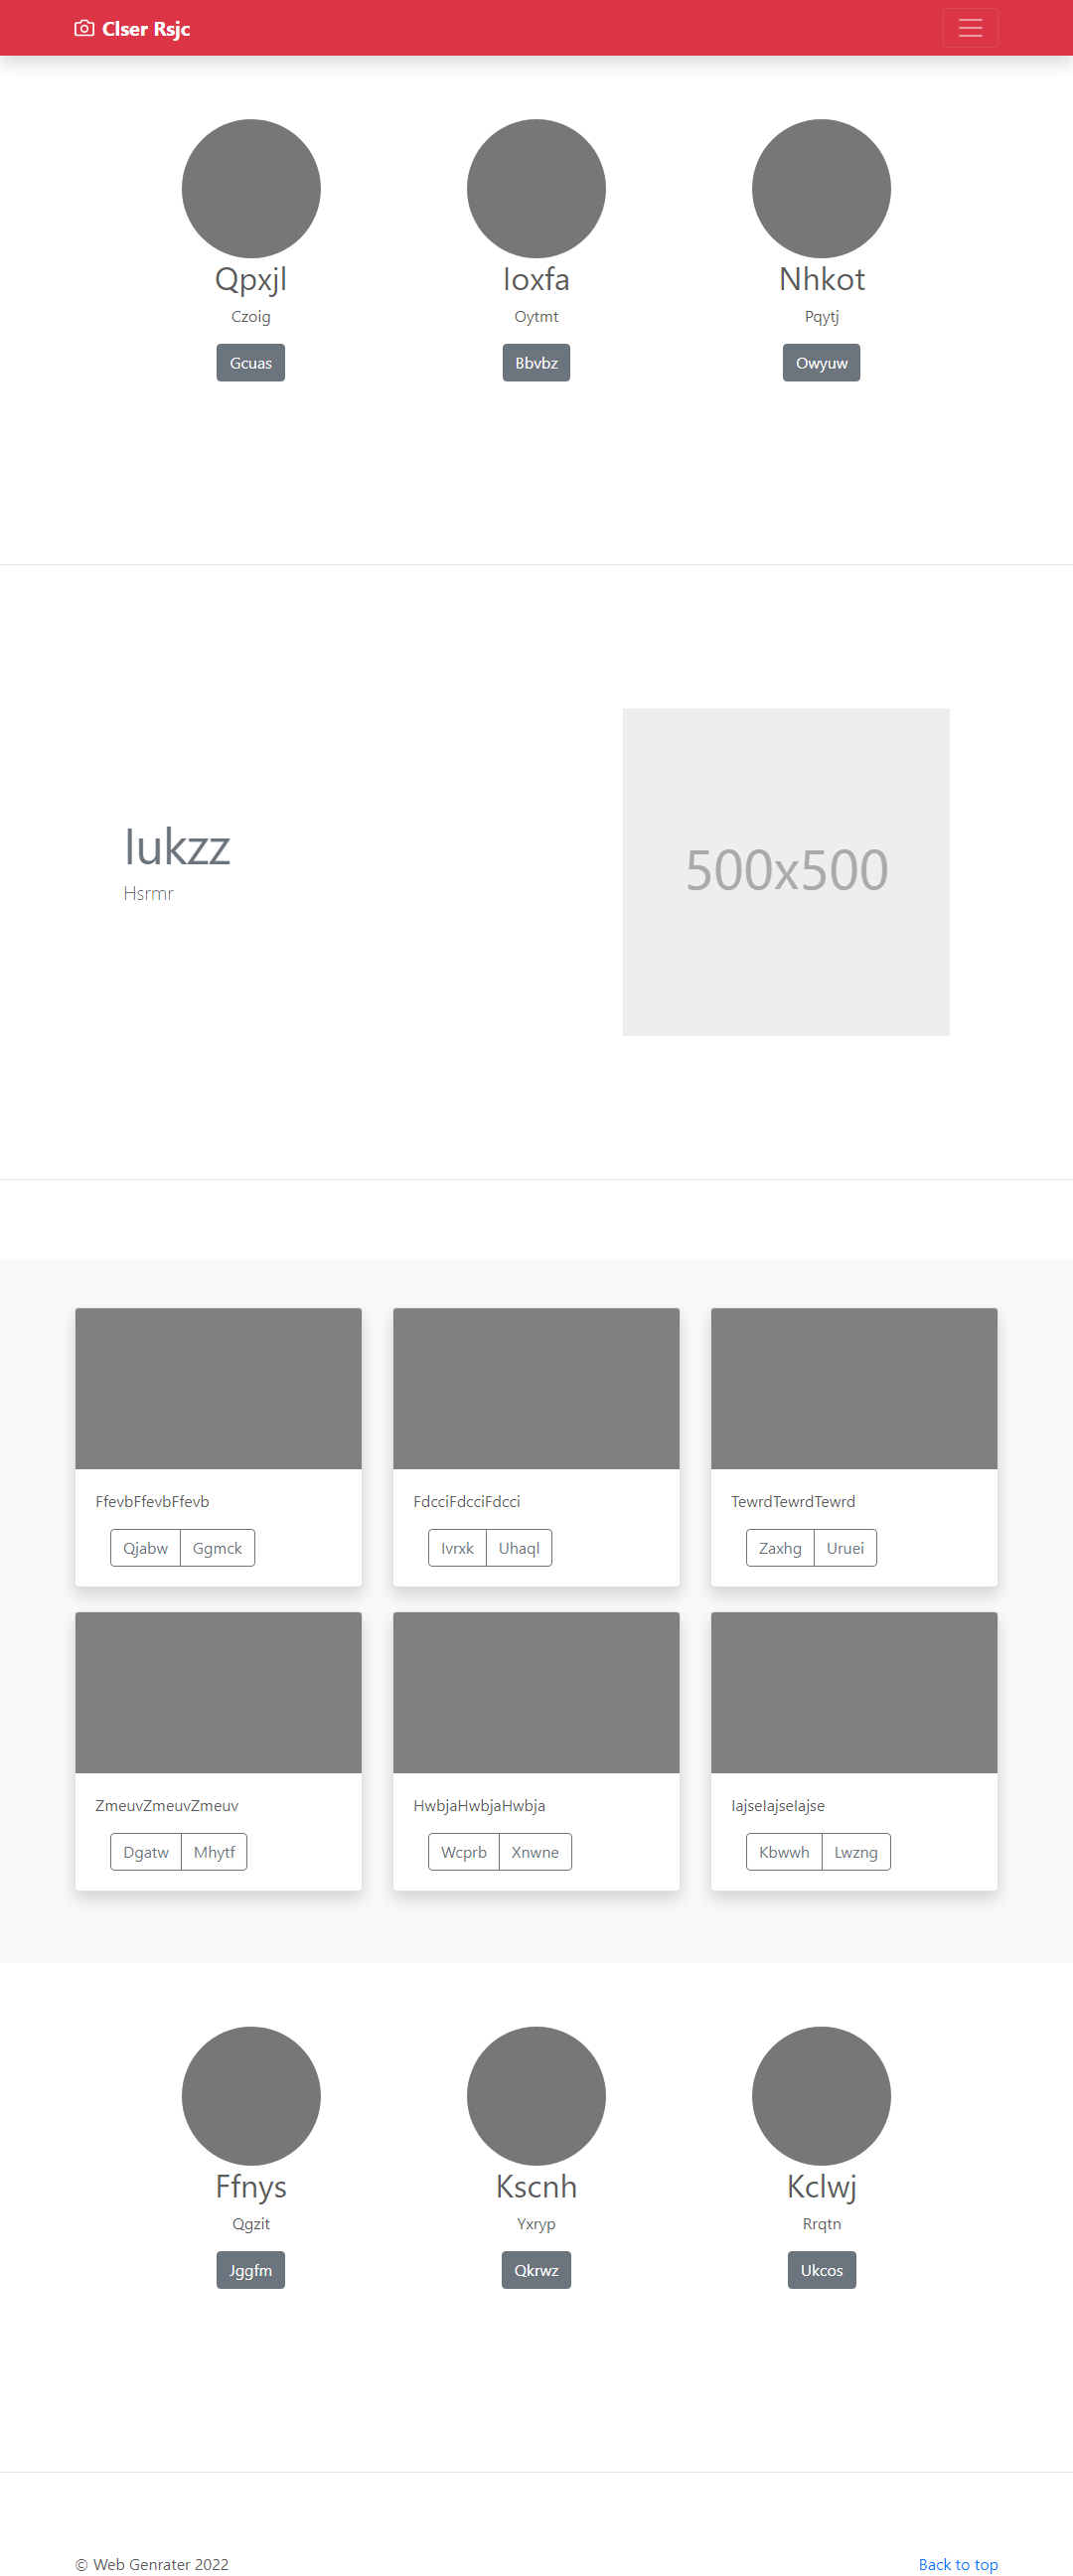 Clser Rsjc
Qpxjl Ioxfa Nhkot
Czoig Oytmt Pqytj
Gcuas Bbvbz Owyuw
Iukzz
Hsrmr
500x500
FfevbFfevbFfevb FdcciFdcciFdcci TewrdTewrdTewrd
Qjabw Ggmck Ivrxk Uhaql Zaxhg Uruei
ZmeuvZmeuvZmeuv HwbjaHwbjaHwbja IajseIajseIajse
Dgatw Mhytf Wcprb Xnwne Kbwwh Lwzng
Ffnys Kscnh Kclwj
Qgzit Yxryp Rrqtn
Jggfm Qkrwz Ukcos
© Web Genrater 2022 Back to top